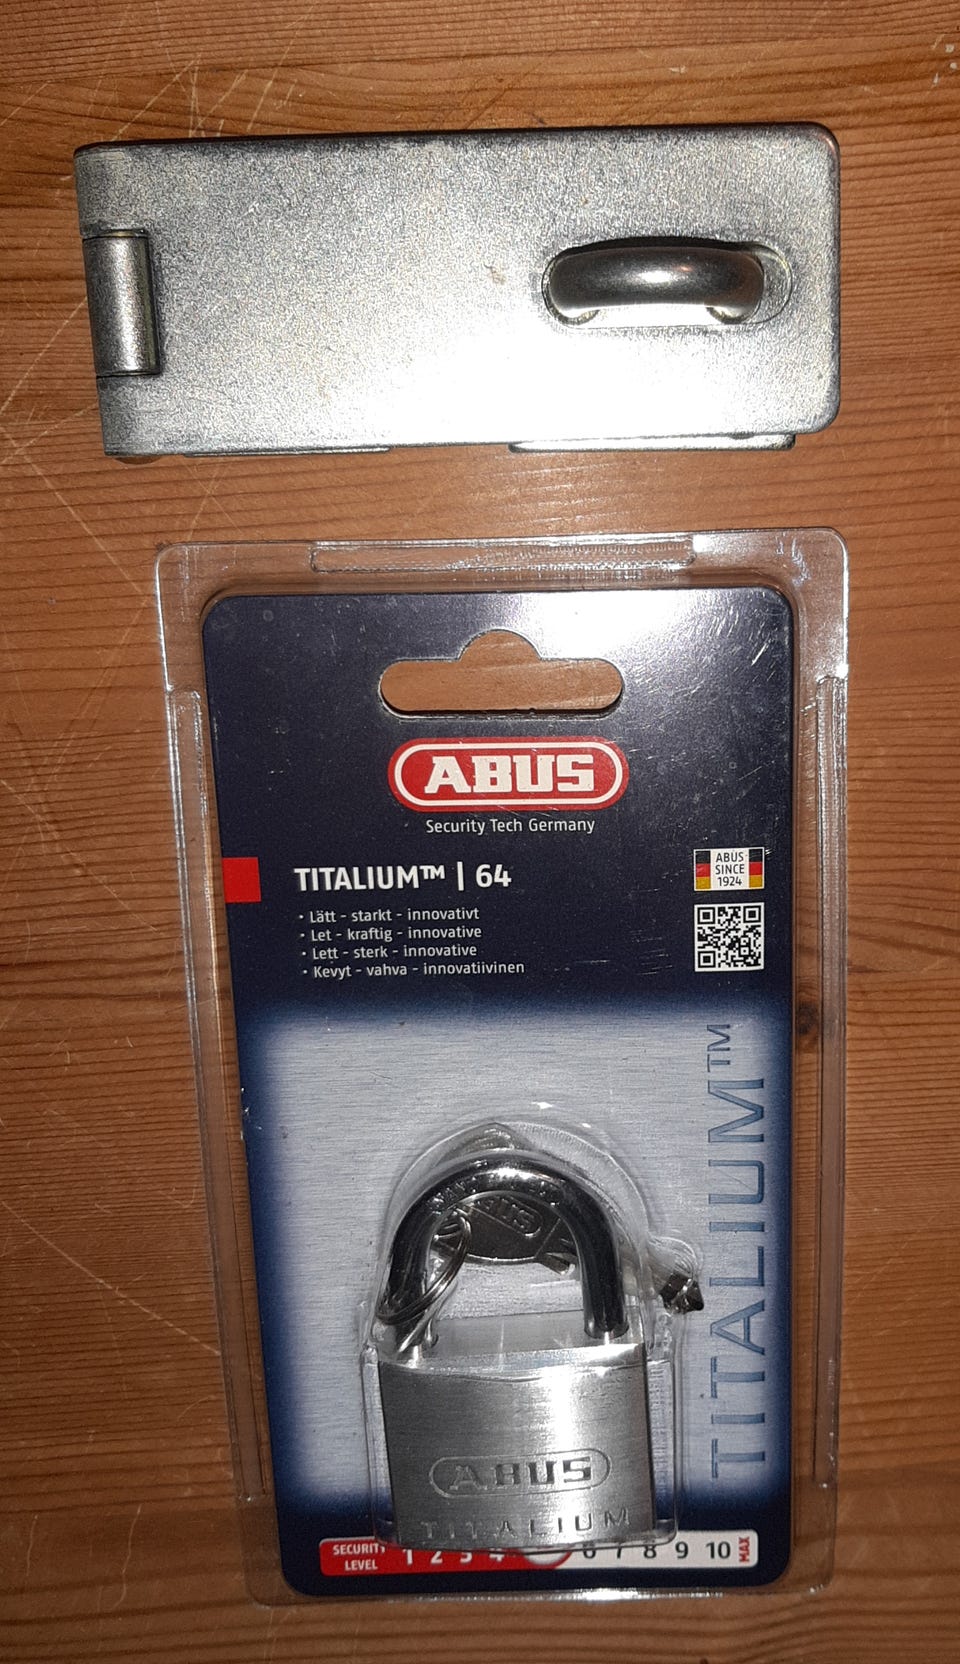 ABUS
Security Tech Germany
TITALIUM™ | 64
ABUS
SINCE
1924
• Lätt - starkt - innovativt
• Let - kraftig - innovative
• Lett - sterk - innovative
• Kevyt - vahva - innovatiivinen
TITALIUM™
ABUS
TITALIUM
SECURITY
LEVEL
1 2 3 4 6 7 8 9 10 MAX